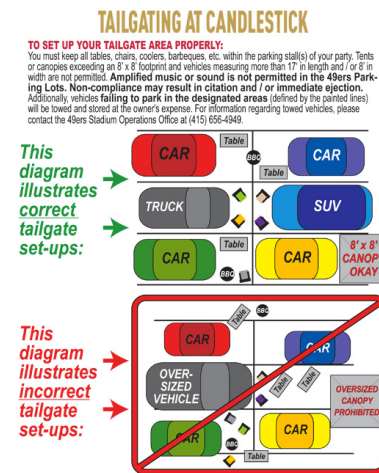 TAILGATING AT CANDLESTICK
TO SET UP YOUR TAILGATE AREA PROPERLY:
You must keep all tables, chairs, coolers, barbeques, etc. within the parking stall(s) of your party. Tents
or canopies exceeding an 8' x 8' footprint and vehicles measuring more than 17' in length and / or 8' in
width are not permitted. Amplified music or sound is not permitted in the 49ers Park-
ing Lots. Non-compliance may result in citation and / or immediate ejection.
Additionally, vehicles failing to park in the designated areas (defined by the painted lines)
will be towed and stored at the owner's expense. For information regarding towed vehicles, please
contact the 49ers Stadium Operations Office at (415) 656-4949.
This
diagram
illustrates
correct
tailgate
set-ups:
CAR
Table
BBQ
Table
CAR
TRUCK
SUV
CAR
Table
BBQ
CAR
8' x 8'
CANOPY
OKAY
This
diagram
illustrates
incorrect
tailgate
set-ups:
Table
BBQ
CAR
CAR
Table
Table
OVER-
SIZED
VEHICLE
OVERSIZED
CANOPY
PROHIBITED
CAR
BBQ
Table
CAR